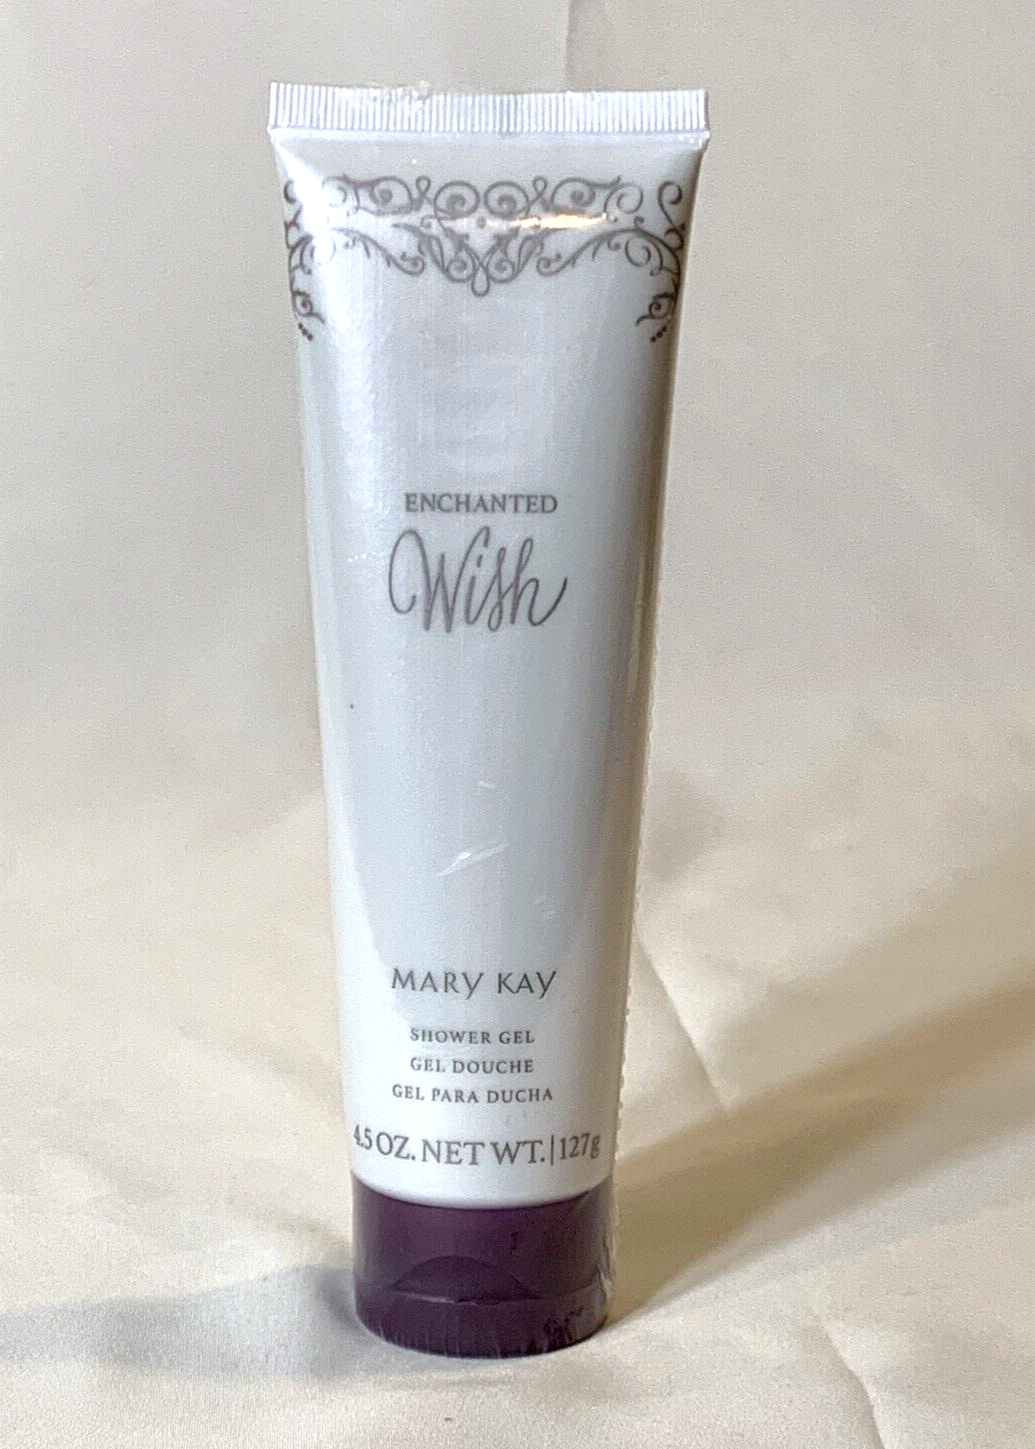 ENCHANTED
Wish
MARY KAY
SHOWER GEL
GEL DOUCHE
GEL PARA DUCHA
4.5 OZ. NET WT.|127g